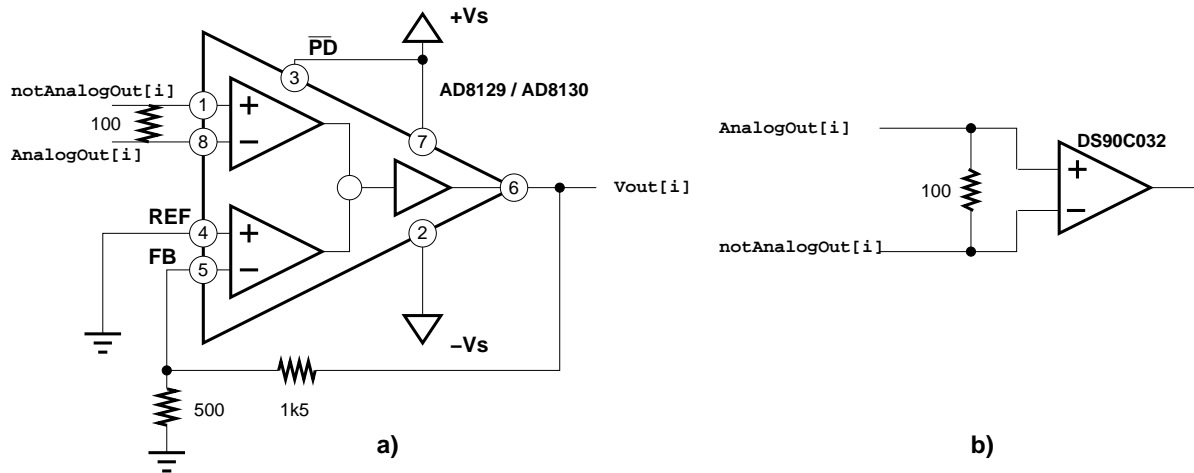 +Vs
PD
3
AD8129 / AD8130
notAnalogOut[i]
1
+
100
7
8
−
AnalogOut[i]
6
Vout[i]
REF
4
+
2
FB
5
−
−Vs
500
1k5
a)
AnalogOut[i]
DS90C032
+
100
−
notAnalogOut[i]
b)